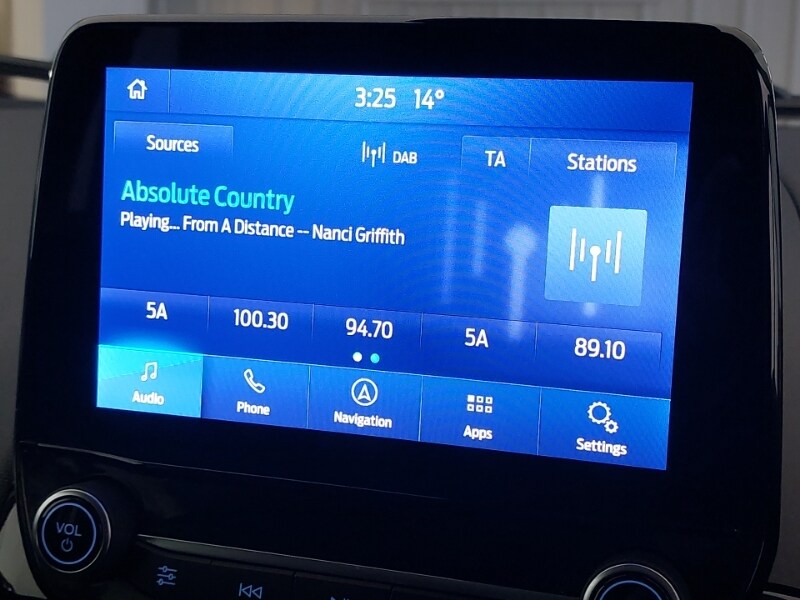 3:25 14°
Sources DAB TA Stations
Absolute Country
Playing... From A Distance -- Nanci Griffith
5A 100.30 94.70 5A 89.10
Audio Phone Navigation Apps Settings
VOL